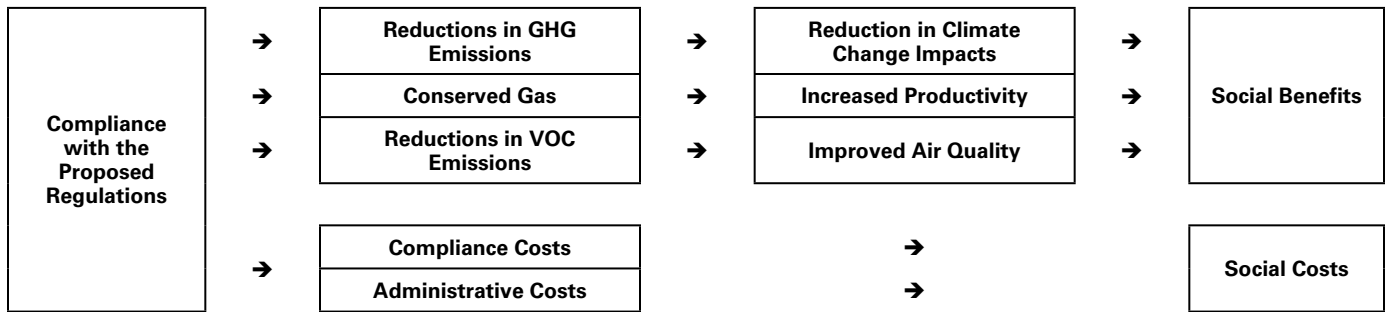 Compliance
with the
Proposed
Regulations
➔
Reductions in GHG
Emissions
➔
Reduction in Climate
Change Impacts
➔
➔
Conserved Gas
➔
Increased Productivity
➔
➔
Reductions in VOC
Emissions
➔
Improved Air Quality
➔
Social Benefits
➔
Compliance Costs
➔
Administrative Costs
➔
Social Costs